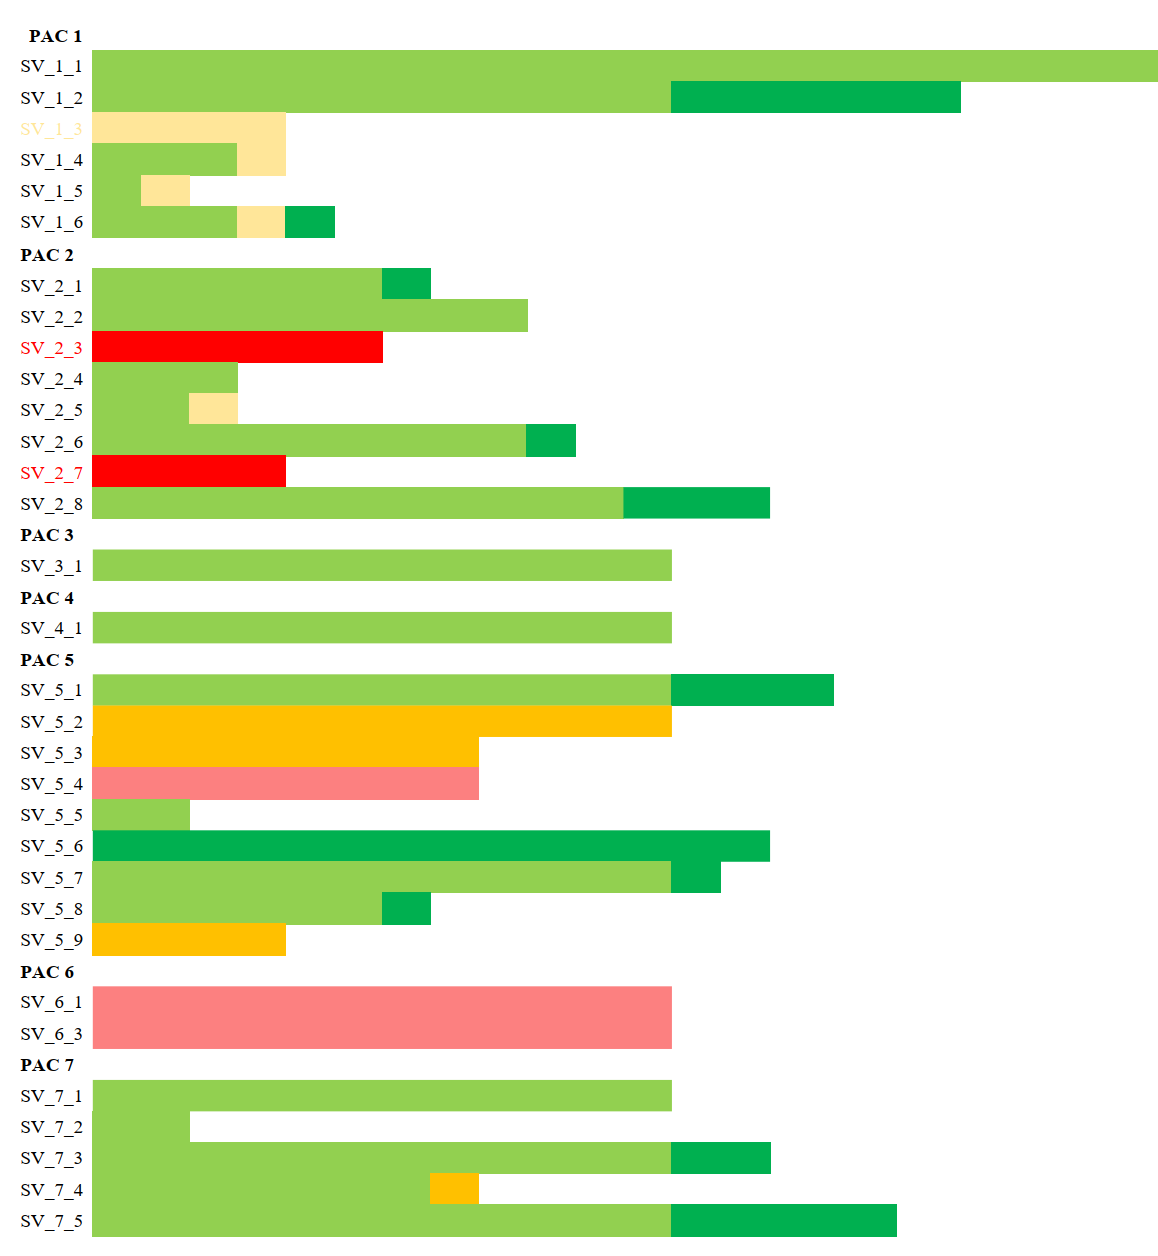 PAC 1
SV_1_1
SV_1_2
SV_1_3
SV_1_4
SV_1_5
SV_1_6
PAC 2
SV_2_1
SV_2_2
SV_2_3
SV_2_4
SV_2_5
SV_2_6
SV_2_7
SV_2_8
PAC 3
SV_3_1
PAC 4
SV_4_1
PAC 5
SV_5_1
SV_5_2
SV_5_3
SV_5_4
SV_5_5
SV_5_6
SV_5_7
SV_5_8
SV_5_9
PAC 6
SV_6_1
SV_6_3
PAC 7
SV_7_1
SV_7_2
SV_7_3
SV_7_4
SV_7_5